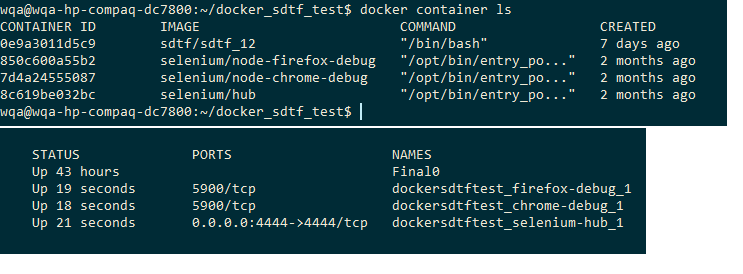 wqa@wqa-hp-compaq-dc7800:~/docker_sdtf_test$ docker container ls
CONTAINER ID        IMAGE                         COMMAND                  CREATED
0e9a3011d5c9        sdtf/sdtf_12                  "/bin/bash"              7 days ago
850c600a55b2        selenium/node-firefox-debug   "/opt/bin/entry_po..."   2 months ago
7d4a24555087        selenium/node-chrome-debug    "/opt/bin/entry_po..."   2 months ago
8c619be032bc        selenium/hub                  "/opt/bin/entry_po..."   2 months ago
wqa@wqa-hp-compaq-dc7800:~/docker_sdtf_test$
STATUS              PORTS                    NAMES
Up 43 hours                                  Final0
Up 19 seconds       5900/tcp                 dockersdtftest_firefox-debug_1
Up 18 seconds       5900/tcp                 dockersdtftest_chrome-debug_1
Up 21 seconds       0.0.0.0:4444->4444/tcp   dockersdtftest_selenium-hub_1